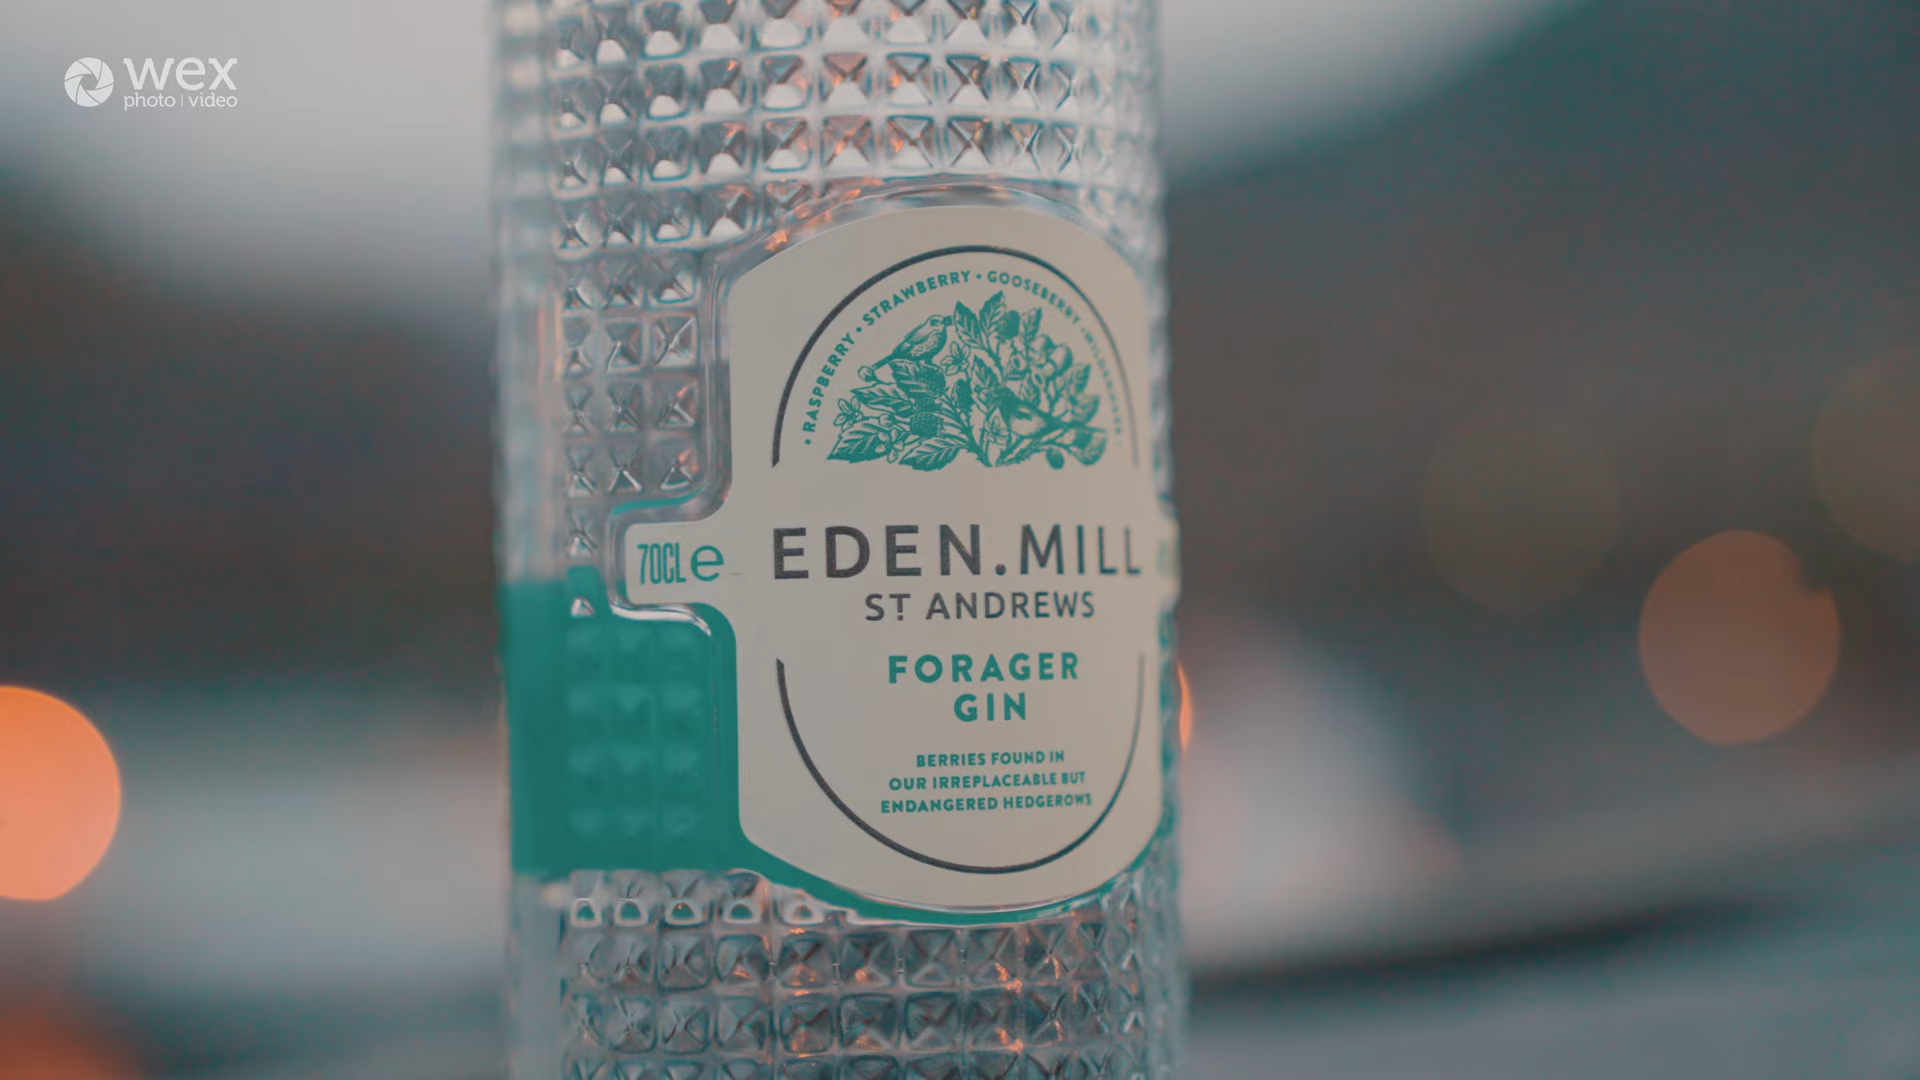 wex
photo | video
• RASPBERRY • STRAWBERRY • GOOSEBERRY •
70CL e
EDEN.MILL
ST ANDREWS
FORAGER
GIN
BERRIES FOUND IN
OUR IRREPLACEABLE BUT
ENDANGERED HEDGEROWS